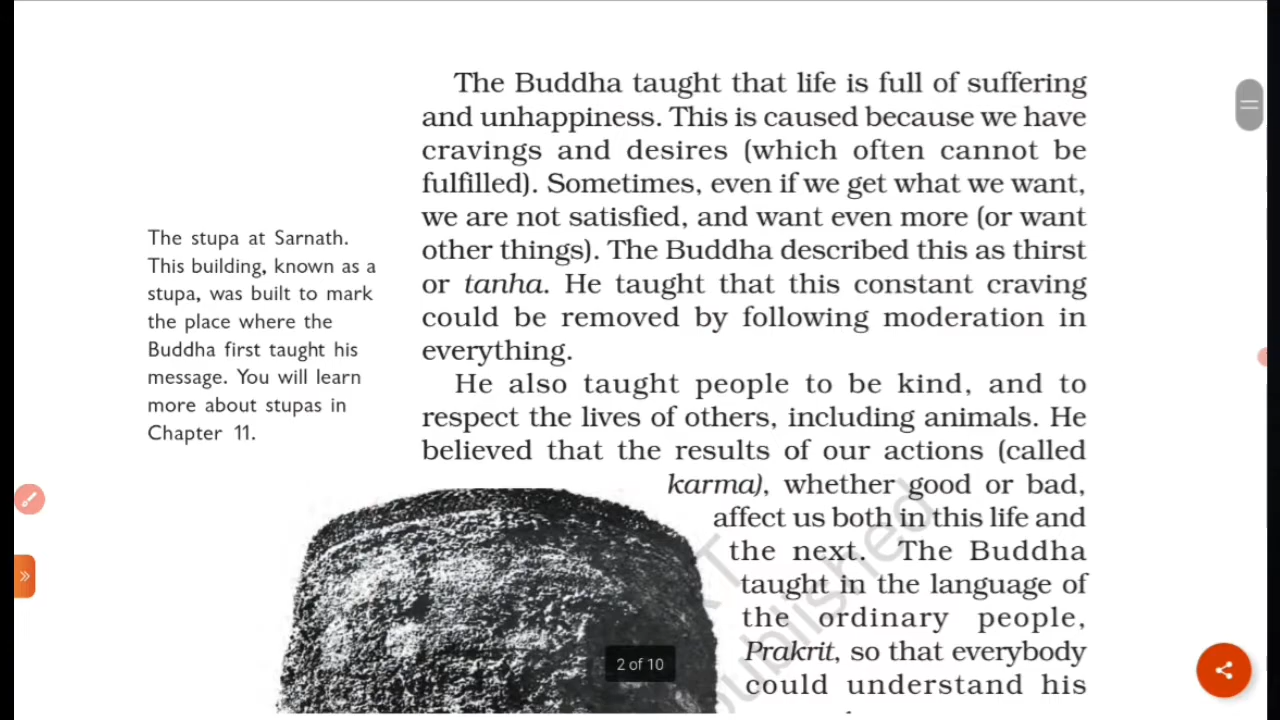 The Buddha taught that life is full of suffering
and unhappiness. This is caused because we have
cravings and desires (which often cannot be
fulfilled). Sometimes, even if we get what we want,
we are not satisfied, and want even more (or want
other things). The Buddha described this as thirst
or tanha. He taught that this constant craving
could be removed by following moderation in
everything.
He also taught people to be kind, and to
respect the lives of others, including animals. He
believed that the results of our actions (called
karma), whether good or bad,
affect us both in this life and
the next. The Buddha
taught in the language of
the ordinary people,
Prakrit, so that everybody
could understand his
The stupa at Sarnath.
This building, known as a
stupa, was built to mark
the place where the
Buddha first taught his
message. You will learn
more about stupas in
Chapter 11.
2 of 10
published